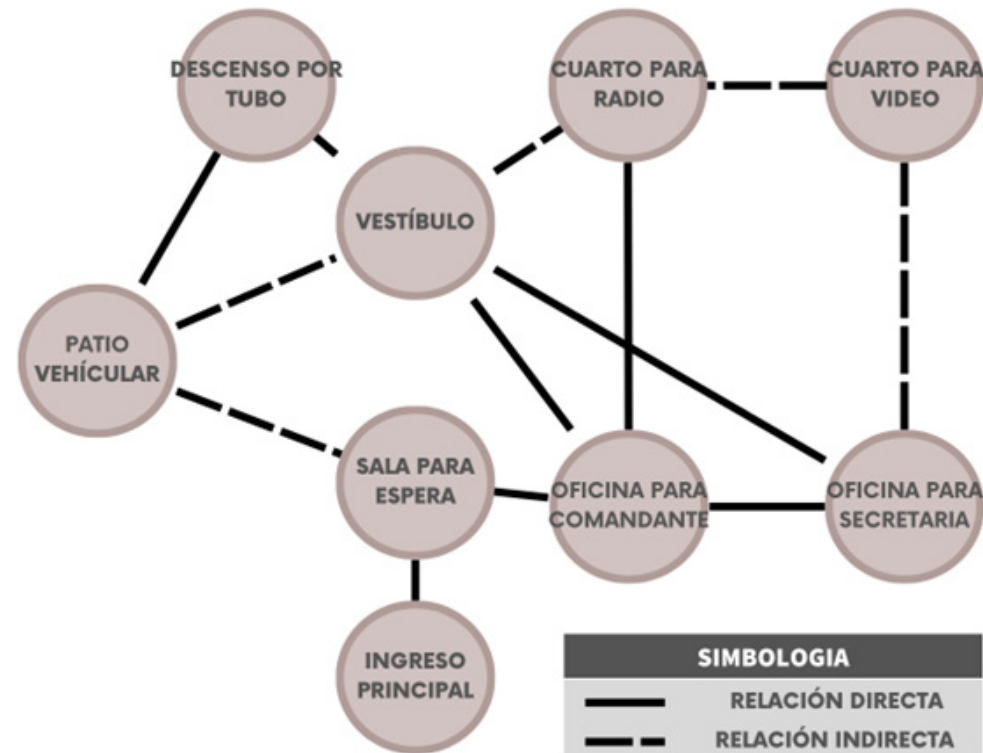 DESCENSO POR
TUBO
CUARTO PARA
RADIO
CUARTO PARA
VIDEO
VESTÍBULO
PATIO
VEHÍCULAR
SALA PARA
ESPERA
OFICINA PARA
COMANDANTE
OFICINA PARA
SECRETARIA
INGRESO
PRINCIPAL
SIMBOLOGIA
RELACIÓN DIRECTA
RELACIÓN INDIRECTA